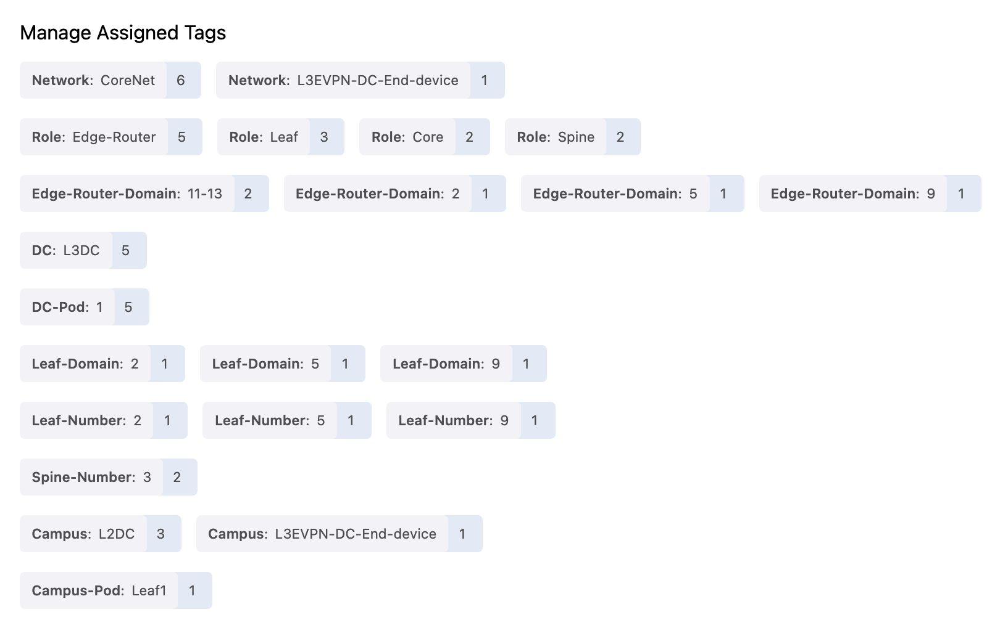 Manage Assigned Tags
Network: CoreNet 6 Network: L3EVPN-DC-End-device 1
Role: Edge-Router 5 Role: Leaf 3 Role: Core 2 Role: Spine 2
Edge-Router-Domain: 11-13 2 Edge-Router-Domain: 2 1 Edge-Router-Domain: 5 1 Edge-Router-Domain: 9 1
DC: L3DC 5
DC-Pod: 1 5
Leaf-Domain: 2 1 Leaf-Domain: 5 1 Leaf-Domain: 9 1
Leaf-Number: 2 1 Leaf-Number: 5 1 Leaf-Number: 9 1
Spine-Number: 3 2
Campus: L2DC 3 Campus: L3EVPN-DC-End-device 1
Campus-Pod: Leaf1 1